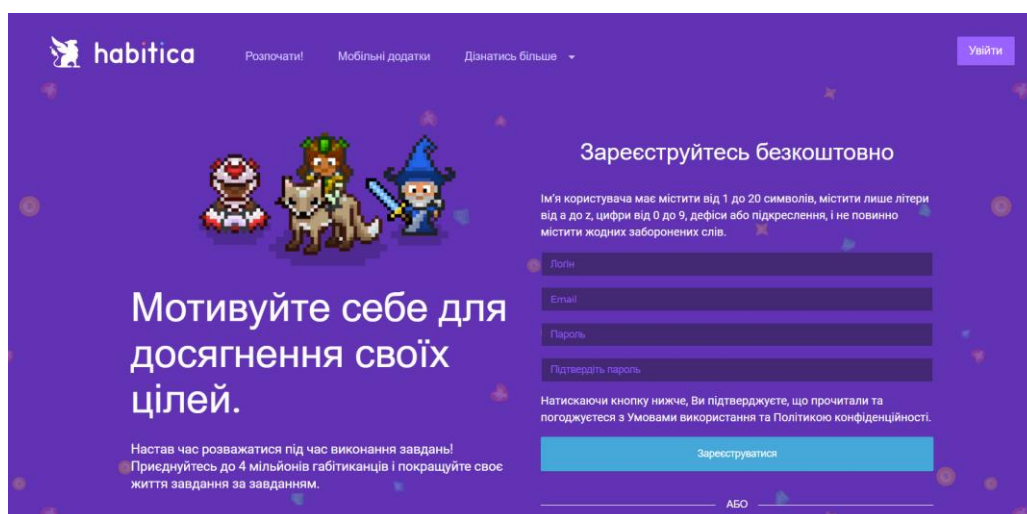 habitica
Розпочати!
Мобільні додатки
Дізнатись більше
Увійти
Мотивуйте себе для
досягнення своїх
цілей.
Настав час розважатися під час виконання завдань!
Приєднуйтесь до 4 мільйонів габітиканців і покращуйте своє
життя завдання за завданням.
Зареєструйтесь безкоштовно
Ім'я користувача має містити від 1 до 20 символів, містити лише літери
від a до z, цифри від 0 до 9, дефіси або підкреслення, і не повинно
містити жодних заборонених слів.
Логін
Email
Пароль
Підтвердіть пароль
Натискаючи кнопку нижче, Ви підтверджуєте, що прочитали та
погоджуєтеся з Умовами використання та Політикою конфіденційності.
Зареєструватися
АБО